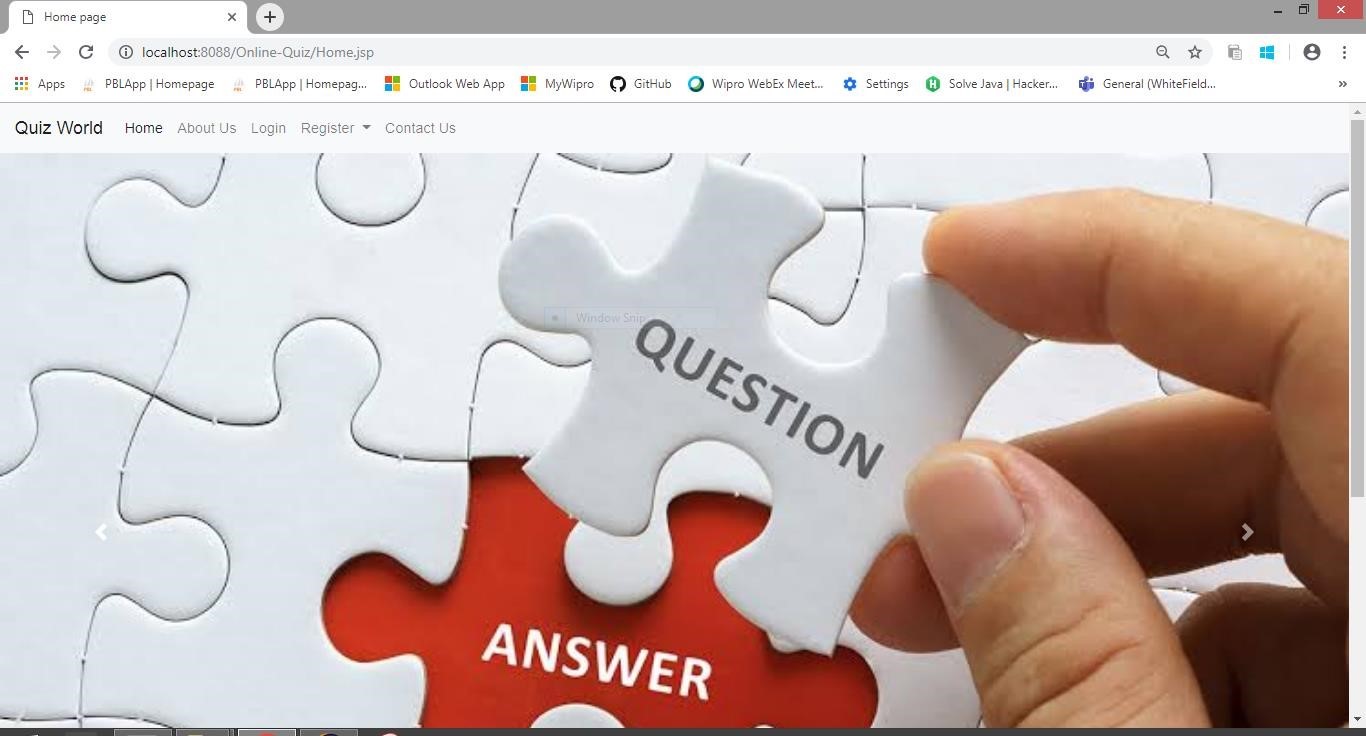 Home page
localhost:8088/Online-Quiz/Home.jsp
Apps PBLApp | Homepage PBLApp | Homepag... Outlook Web App MyWipro GitHub Wipro WebEx Meet... Settings Solve Java | Hacker... General (WhiteField... »
Quiz World Home About Us Login Register Contact Us
Window Snip
QUESTION
ANSWER